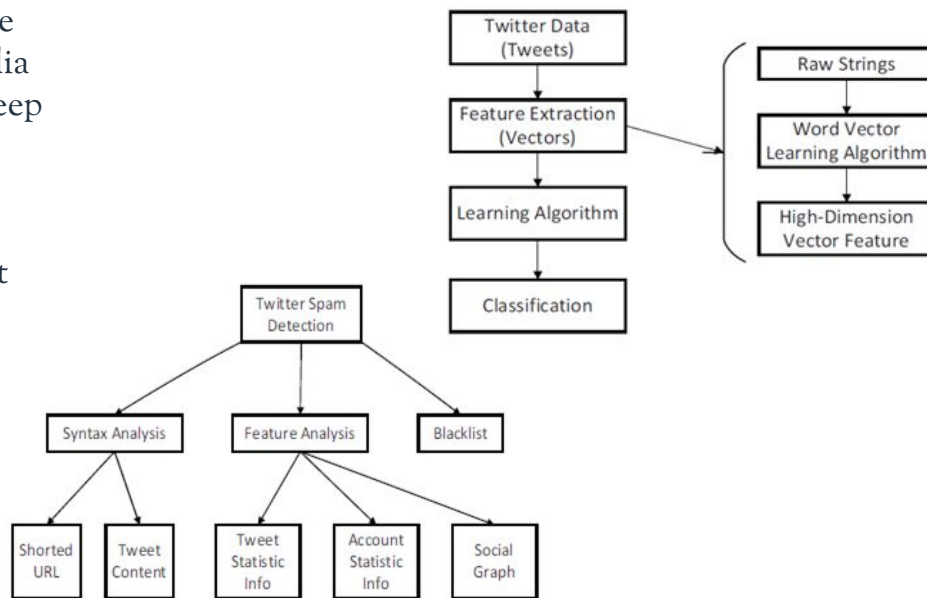 e
lia
eep
t
Twitter Data
(Tweets)
Feature Extraction
(Vectors)
Learning Algorithm
Classification
Raw Strings
Word Vector
Learning Algorithm
High-Dimension
Vector Feature
Twitter Spam
Detection
Syntax Analysis
Feature Analysis
Blacklist
Shorted
URL
Tweet
Content
Tweet
Statistic
Info
Account
Statistic
Info
Social
Graph